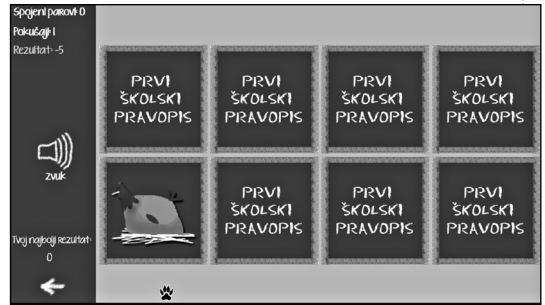 Spojeni parovi: 0
Pokušaji: 1
Rezultat: -5
PRVI
ŠKOLSKI
PRAVOPIS
PRVI
ŠKOLSKI
PRAVOPIS
PRVI
ŠKOLSKI
PRAVOPIS
PRVI
ŠKOLSKI
PRAVOPIS
zvuk
PRVI
ŠKOLSKI
PRAVOPIS
PRVI
ŠKOLSKI
PRAVOPIS
PRVI
ŠKOLSKI
PRAVOPIS
Tvoj najbolji rezultat:
0